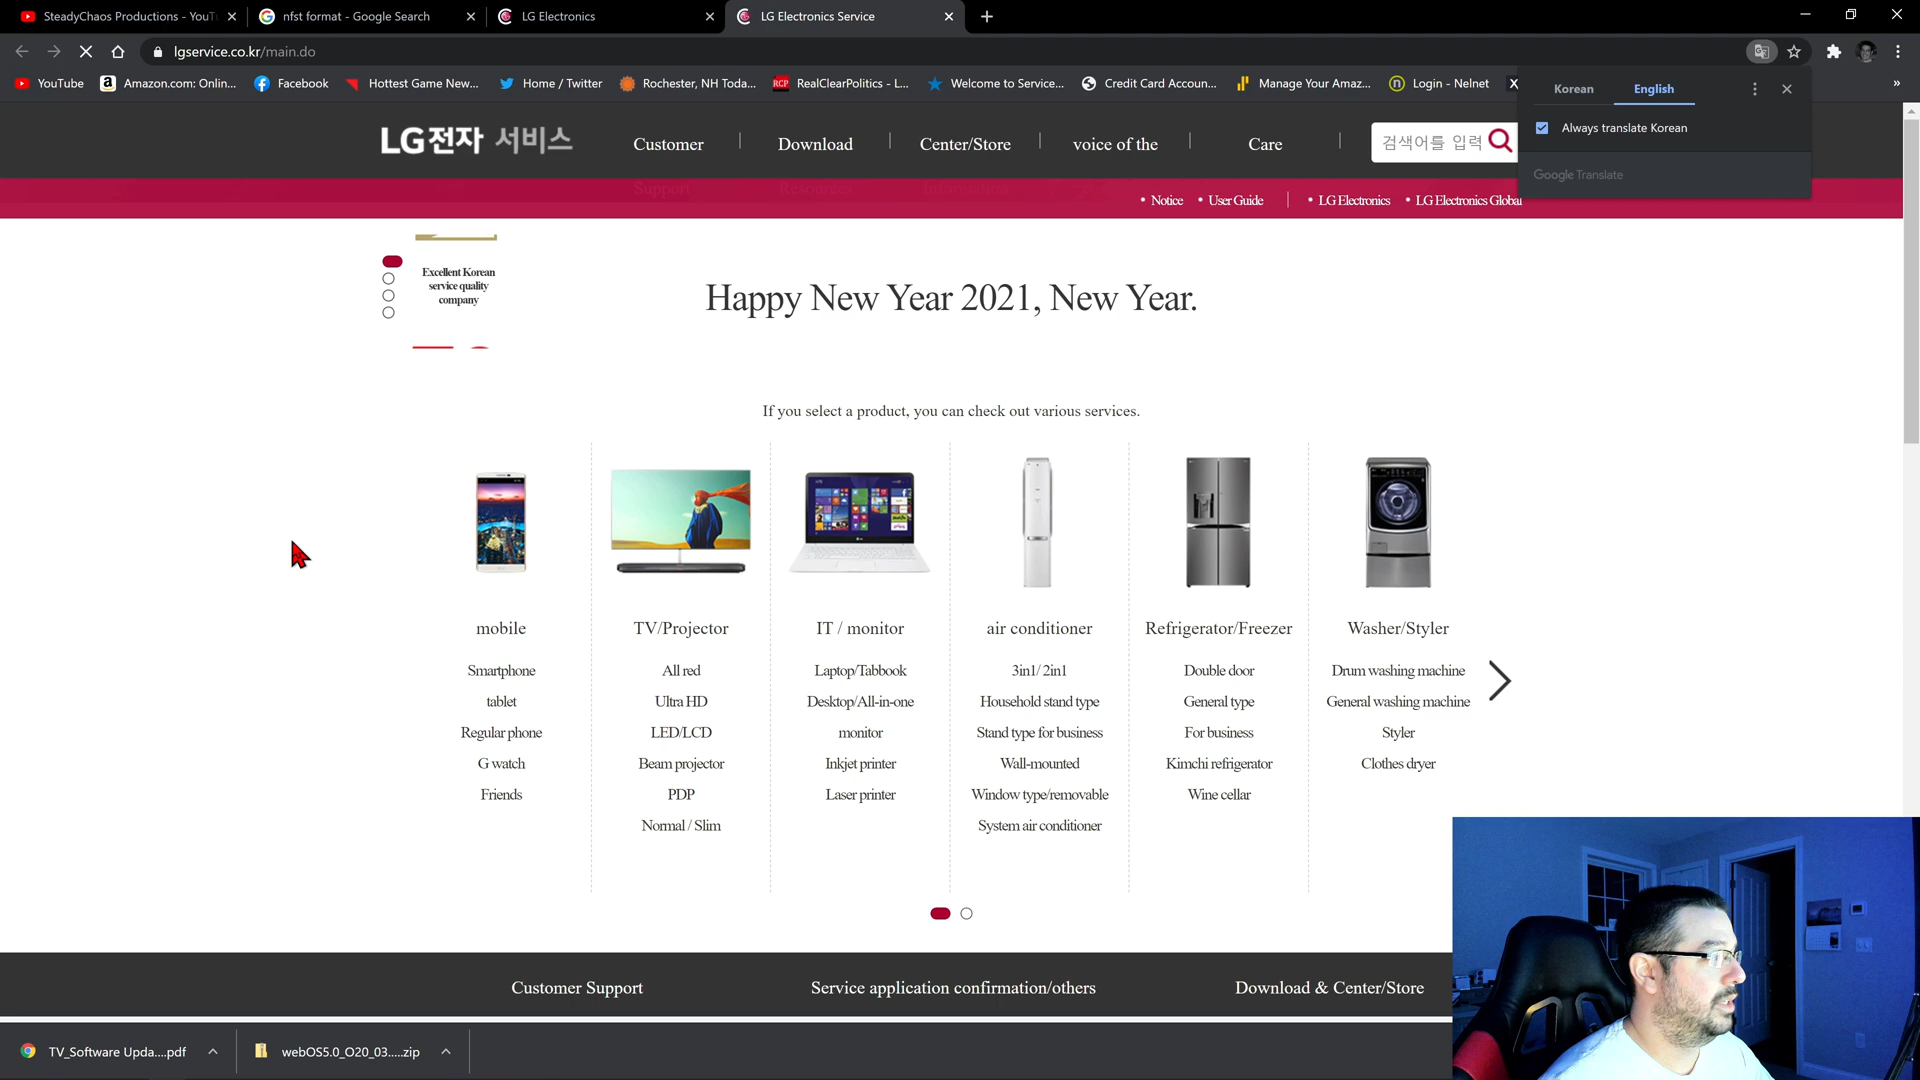 SteadyChaos Productions - YouTu
nfst format - Google Search
LG Electronics
LG Electronics Service
lgservice.co.kr/main.do
YouTube
Amazon.com: Onlin...
Facebook
Hottest Game New...
Home / Twitter
Rochester, NH Toda...
RCP
RealClearPolitics - L...
Welcome to Service...
Credit Card Accoun...
Manage Your Amaz...
Login - Nelnet
X
»
Korean
English
Always translate Korean
Google Translate
LG전자 서비스
Customer
Download
Center/Store
voice of the
Care
검색어를 입력
Support
Resources
Information
• Notice
• User Guide
• LG Electronics
• LG Electronics Global
Excellent Korean
service quality
company
Happy New Year 2021, New Year.
If you select a product, you can check out various services.
mobile
Smartphone
tablet
Regular phone
G watch
Friends
TV/Projector
All red
Ultra HD
LED/LCD
Beam projector
PDP
Normal / Slim
IT / monitor
Laptop/Tabbook
Desktop/All-in-one
monitor
Inkjet printer
Laser printer
air conditioner
3in1/ 2in1
Household stand type
Stand type for business
Wall-mounted
Window type/removable
System air conditioner
Refrigerator/Freezer
Double door
General type
For business
Kimchi refrigerator
Wine cellar
Washer/Styler
Drum washing machine
General washing machine
Styler
Clothes dryer
Customer Support
Service application confirmation/others
Download & Center/Store
TV_Software Upda....pdf
webOS5.0_O20_03.....zip